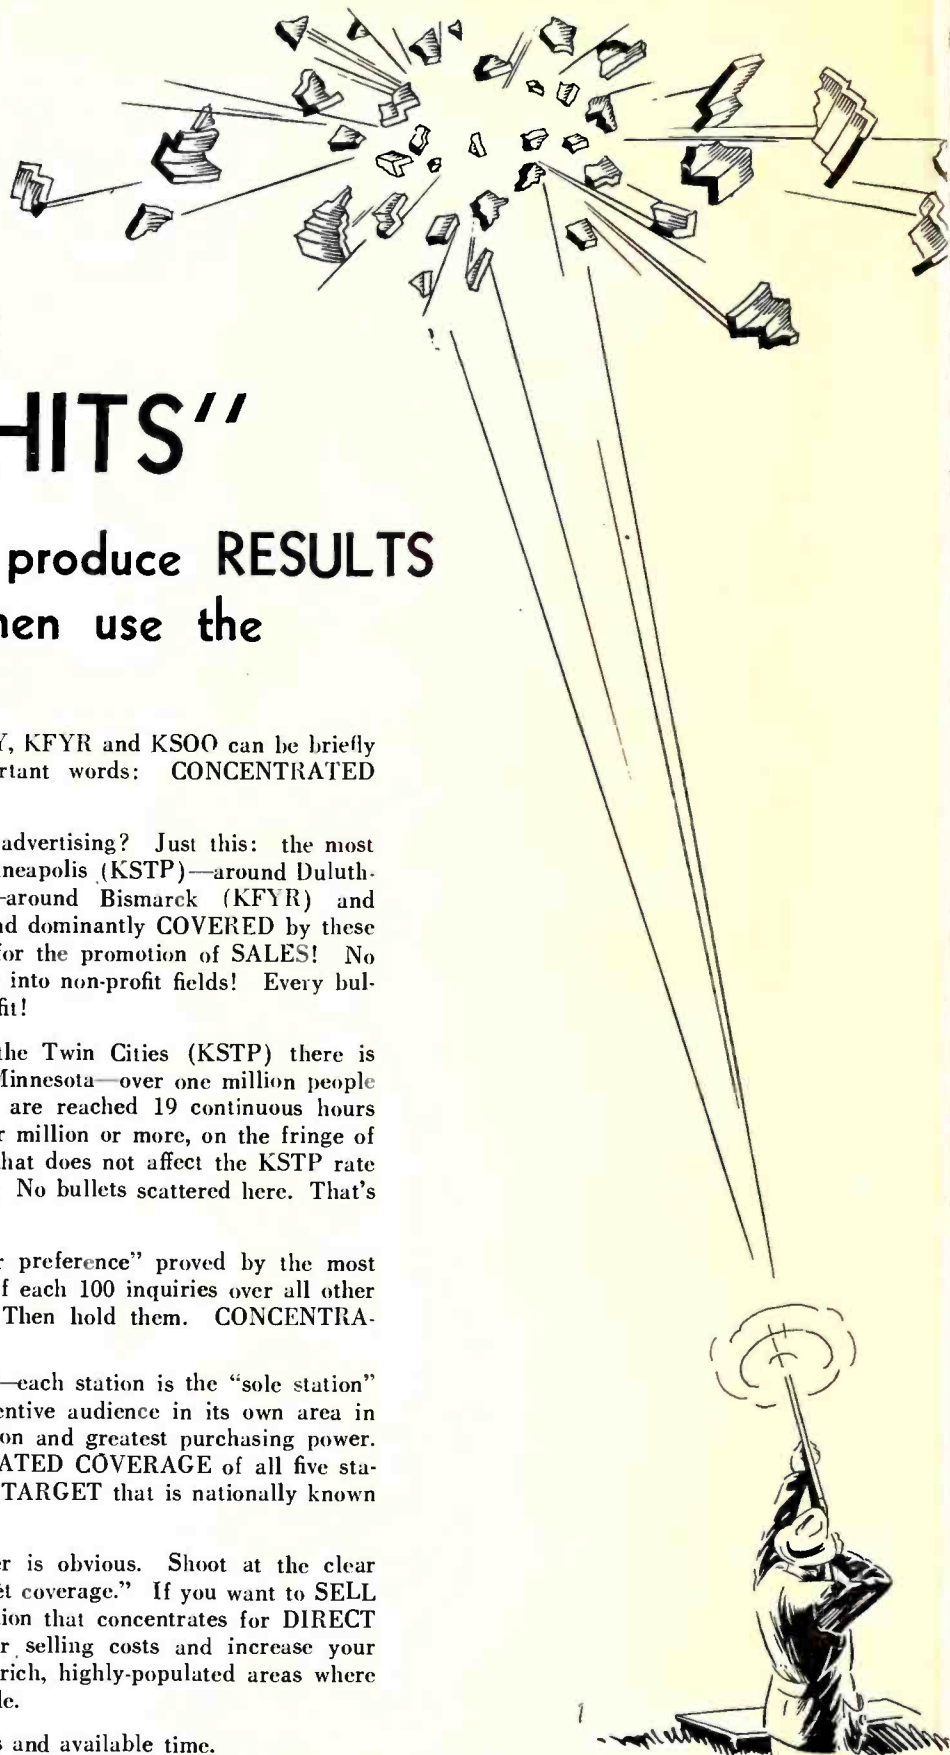 HITS"
produce RESULTS
en use the
, KFYR and KSOO can be briefly
rtant words: CONCENTRATED
advertising? Just this: the most
neapolis (KSTP)—around Duluth-
-around Bismarck (KFYR) and
d dominantly COVERED by these
or the promotion of SALES! No
into non-profit fields! Every bul-
fit!
the Twin Cities (KSTP) there is
Minnesota—over one million people
are reached 19 continuous hours
r million or more, on the fringe of
hat does not affect the KSTP rate
No bullets scattered here. That's
r preference" proved by the most
f each 100 inquiries over all other
Then hold them. CONCENTRA-
—each station is the "sole station"
entive audience in its own area in
on and greatest purchasing power.
ATED COVERAGE of all five sta-
TARGET that is nationally known
er is obvious. Shoot at the clear
et coverage." If you want to SELL
ion that concentrates for DIRECT
r selling costs and increase your
rich, highly-populated areas where
le.
s and available time.